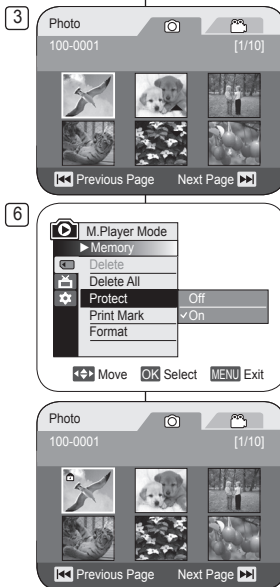 3
Photo
100-0001 [1/10]
Previous Page Next Page
6
M.Player Mode
Memory
Delete
Delete All
Protect Off
Print Mark On
Format
Move OK Select MENU Exit
Photo
100-0001 [1/10]
Previous Page Next Page